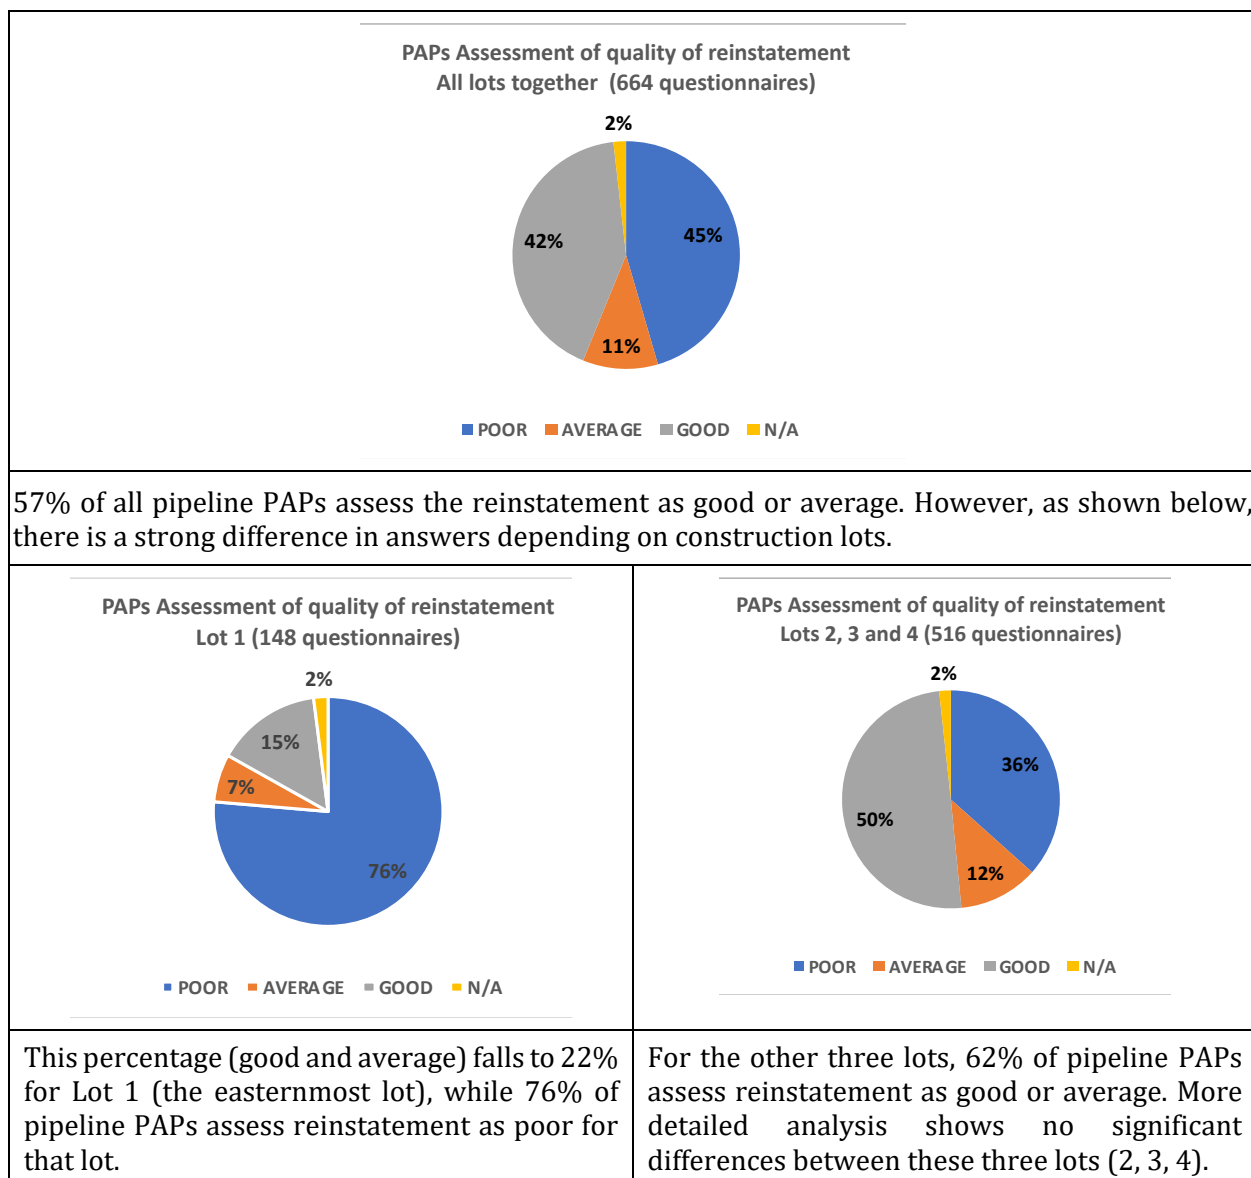 PAPs Assessment of quality of reinstatement
All lots together (664 questionnaires)
2%
45%
42%
11%
POOR AVERAGE GOOD N/A
57% of all pipeline PAPs assess the reinstatement as good or average. However, as shown below,
there is a strong difference in answers depending on construction lots.
PAPs Assessment of quality of reinstatement
Lot 1 (148 questionnaires)
2%
15%
7%
76%
POOR AVERAGE GOOD N/A
PAPs Assessment of quality of reinstatement
Lots 2, 3 and 4 (516 questionnaires)
2%
36%
50%
12%
POOR AVERAGE GOOD N/A
This percentage (good and average) falls to 22%
for Lot 1 (the easternmost lot), while 76% of
pipeline PAPs assess reinstatement as poor for
that lot.
For the other three lots, 62% of pipeline PAPs
assess reinstatement as good or average. More
detailed analysis shows no significant
differences between these three lots (2, 3, 4).